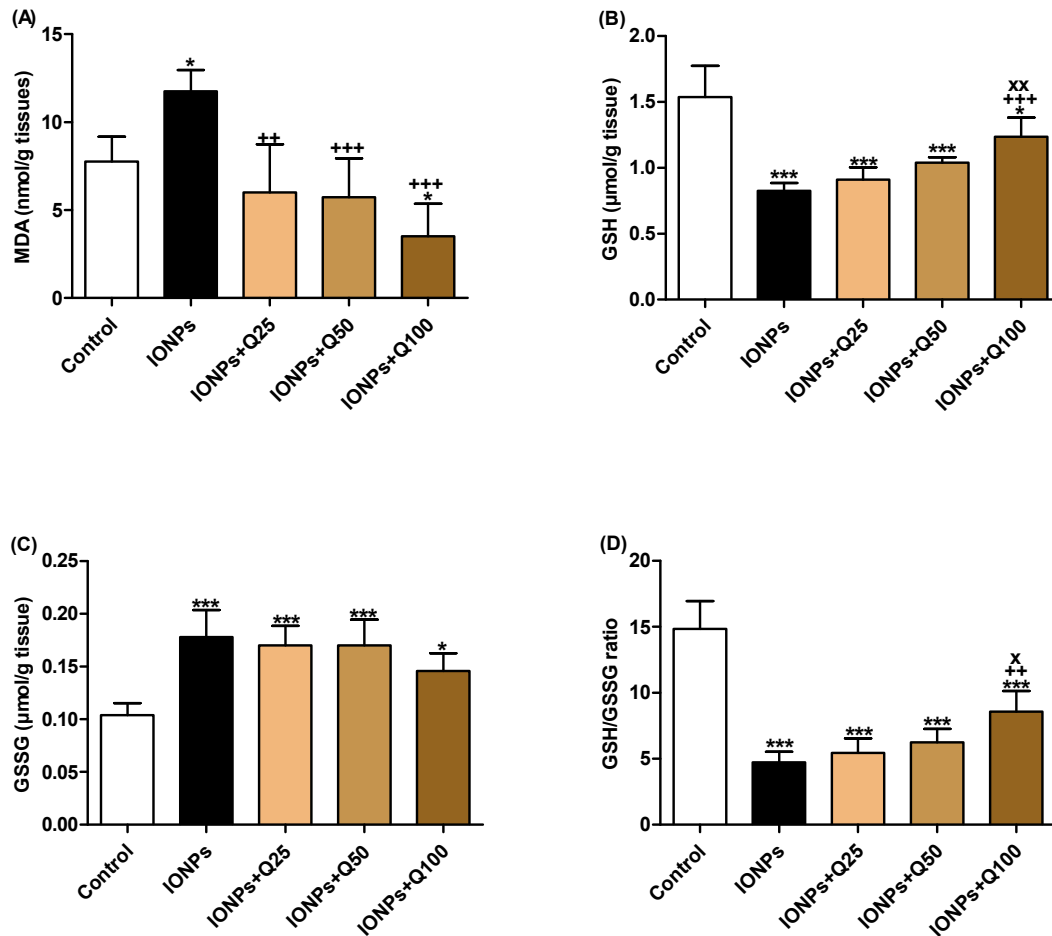 (A)
MDA (nmol/g tissues)
15
10
5
0
*
++
+++
+++
*
Control
IONPs
IONPs+Q25
IONPs+Q50
IONPs+Q100
(B)
GSH (µmol/g tissue)
2.0
1.5
1.0
0.5
0.0
***
***
***
xx
+++
*
Control
IONPs
IONPs+Q25
IONPs+Q50
IONPs+Q100
(C)
GSSG (µmol/g tissue)
0.25
0.20
0.15
0.10
0.05
0.00
***
***
***
*
Control
IONPs
IONPs+Q25
IONPs+Q50
IONPs+Q100
(D)
GSH/GSSG ratio
20
15
10
5
0
***
***
***
x
++
***
Control
IONPs
IONPs+Q25
IONPs+Q50
IONPs+Q100